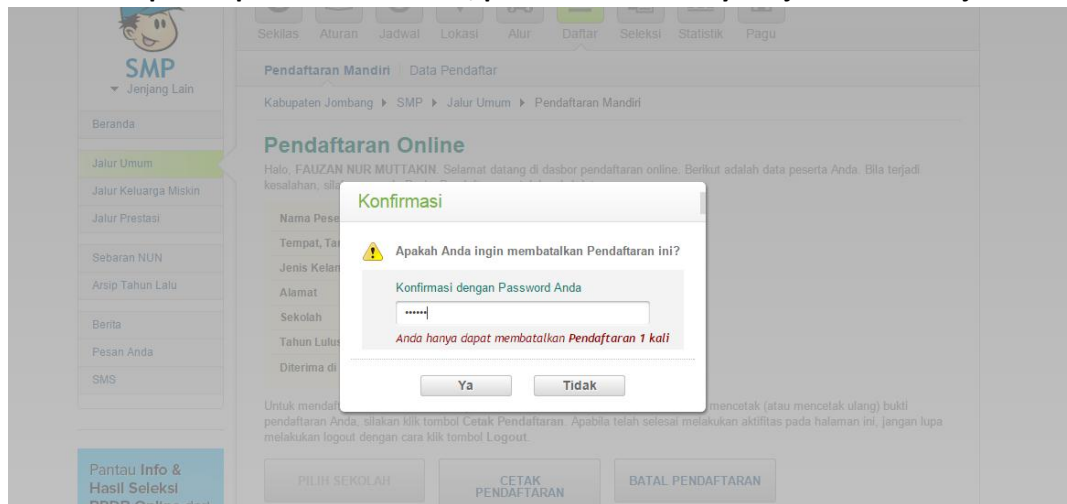 Sekilas Aturan Jadwal Lokasi Alur Daftar Seleksi Statistik Pagu
SMP
Jenjang Lain
Beranda
Jalur Umum
Jalur Keluarga Miskin
Jalur Prestasi
Sebaran NUN
Arsip Tahun Lalu
Berita
Pesan Anda
SMS
Pantau Info &
Hasil Seleksi
PPDB Online dari
Pendaftaran Mandiri Data Pendaftar
Kabupaten Jombang SMP Jalur Umum Pendaftaran Mandiri
Pendaftaran Online
Halo, FAUZAN NUR MUTTAKIN. Selamat datang di dasbor pendaftaran online. Berikut adalah data peserta Anda. Bila terjadi
kesalahan,
Nama
Tempat,
Jenis
Alamat
Sekolah
Tahun
Diterima di
Konfirmasi
Apakah Anda ingin membatalkan Pendaftaran ini?
Konfirmasi dengan Password Anda
••••••
Anda hanya dapat membatalkan Pendaftaran 1 kali
Ya Tidak
Untuk mencetak (atau mencetak ulang) bukti
pendaftaran Anda, silakan klik tombol Cetak Pendaftaran. Apabila telah selesai melakukan aktifitas pada halaman ini, jangan lupa
melakukan logout dengan cara klik tombol Logout.
PILIH SEKOLAH
CETAK
PENDAFTARAN
BATAL PENDAFTARAN